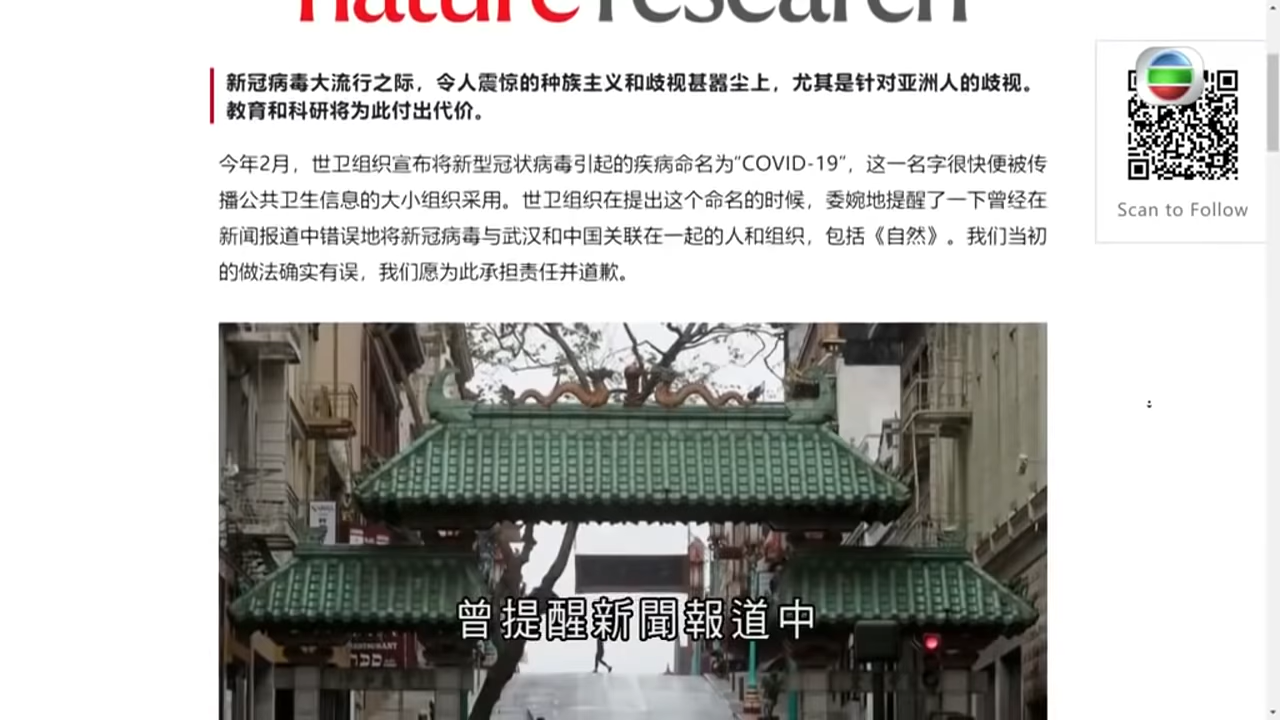 nature research
新冠病毒大流行之际，令人震惊的种族主义和歧视甚嚣尘上，尤其是针对亚洲人的歧视。
教育和科研将为此付出代价。
今年2月，世卫组织宣布将新型冠状病毒引起的疾病命名为“COVID-19”，这一名字很快便被传
播公共卫生信息的大小组织采用。世卫组织在提出这个命名的时候，委婉地提醒了一下曾经在
新闻报道中错误地将新冠病毒与武汉和中国关联在一起的人和组织，包括《自然》。我们当初
的做法确实有误，我们愿为此承担责任并道歉。
Scan to Follow
RESTAURANT
曾提醒新聞報道中